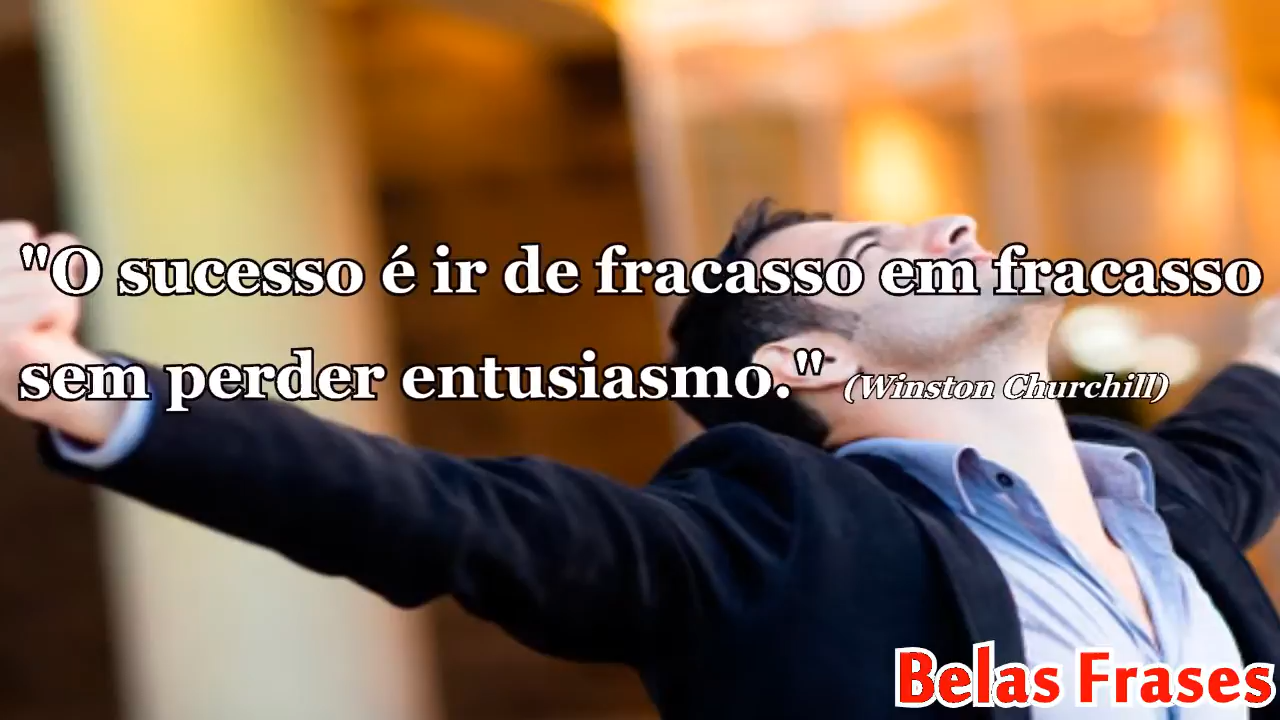 "O sucesso é ir de fracasso em fracasso
sem perder entusiasmo." (Winston Churchill)
Belas Frases